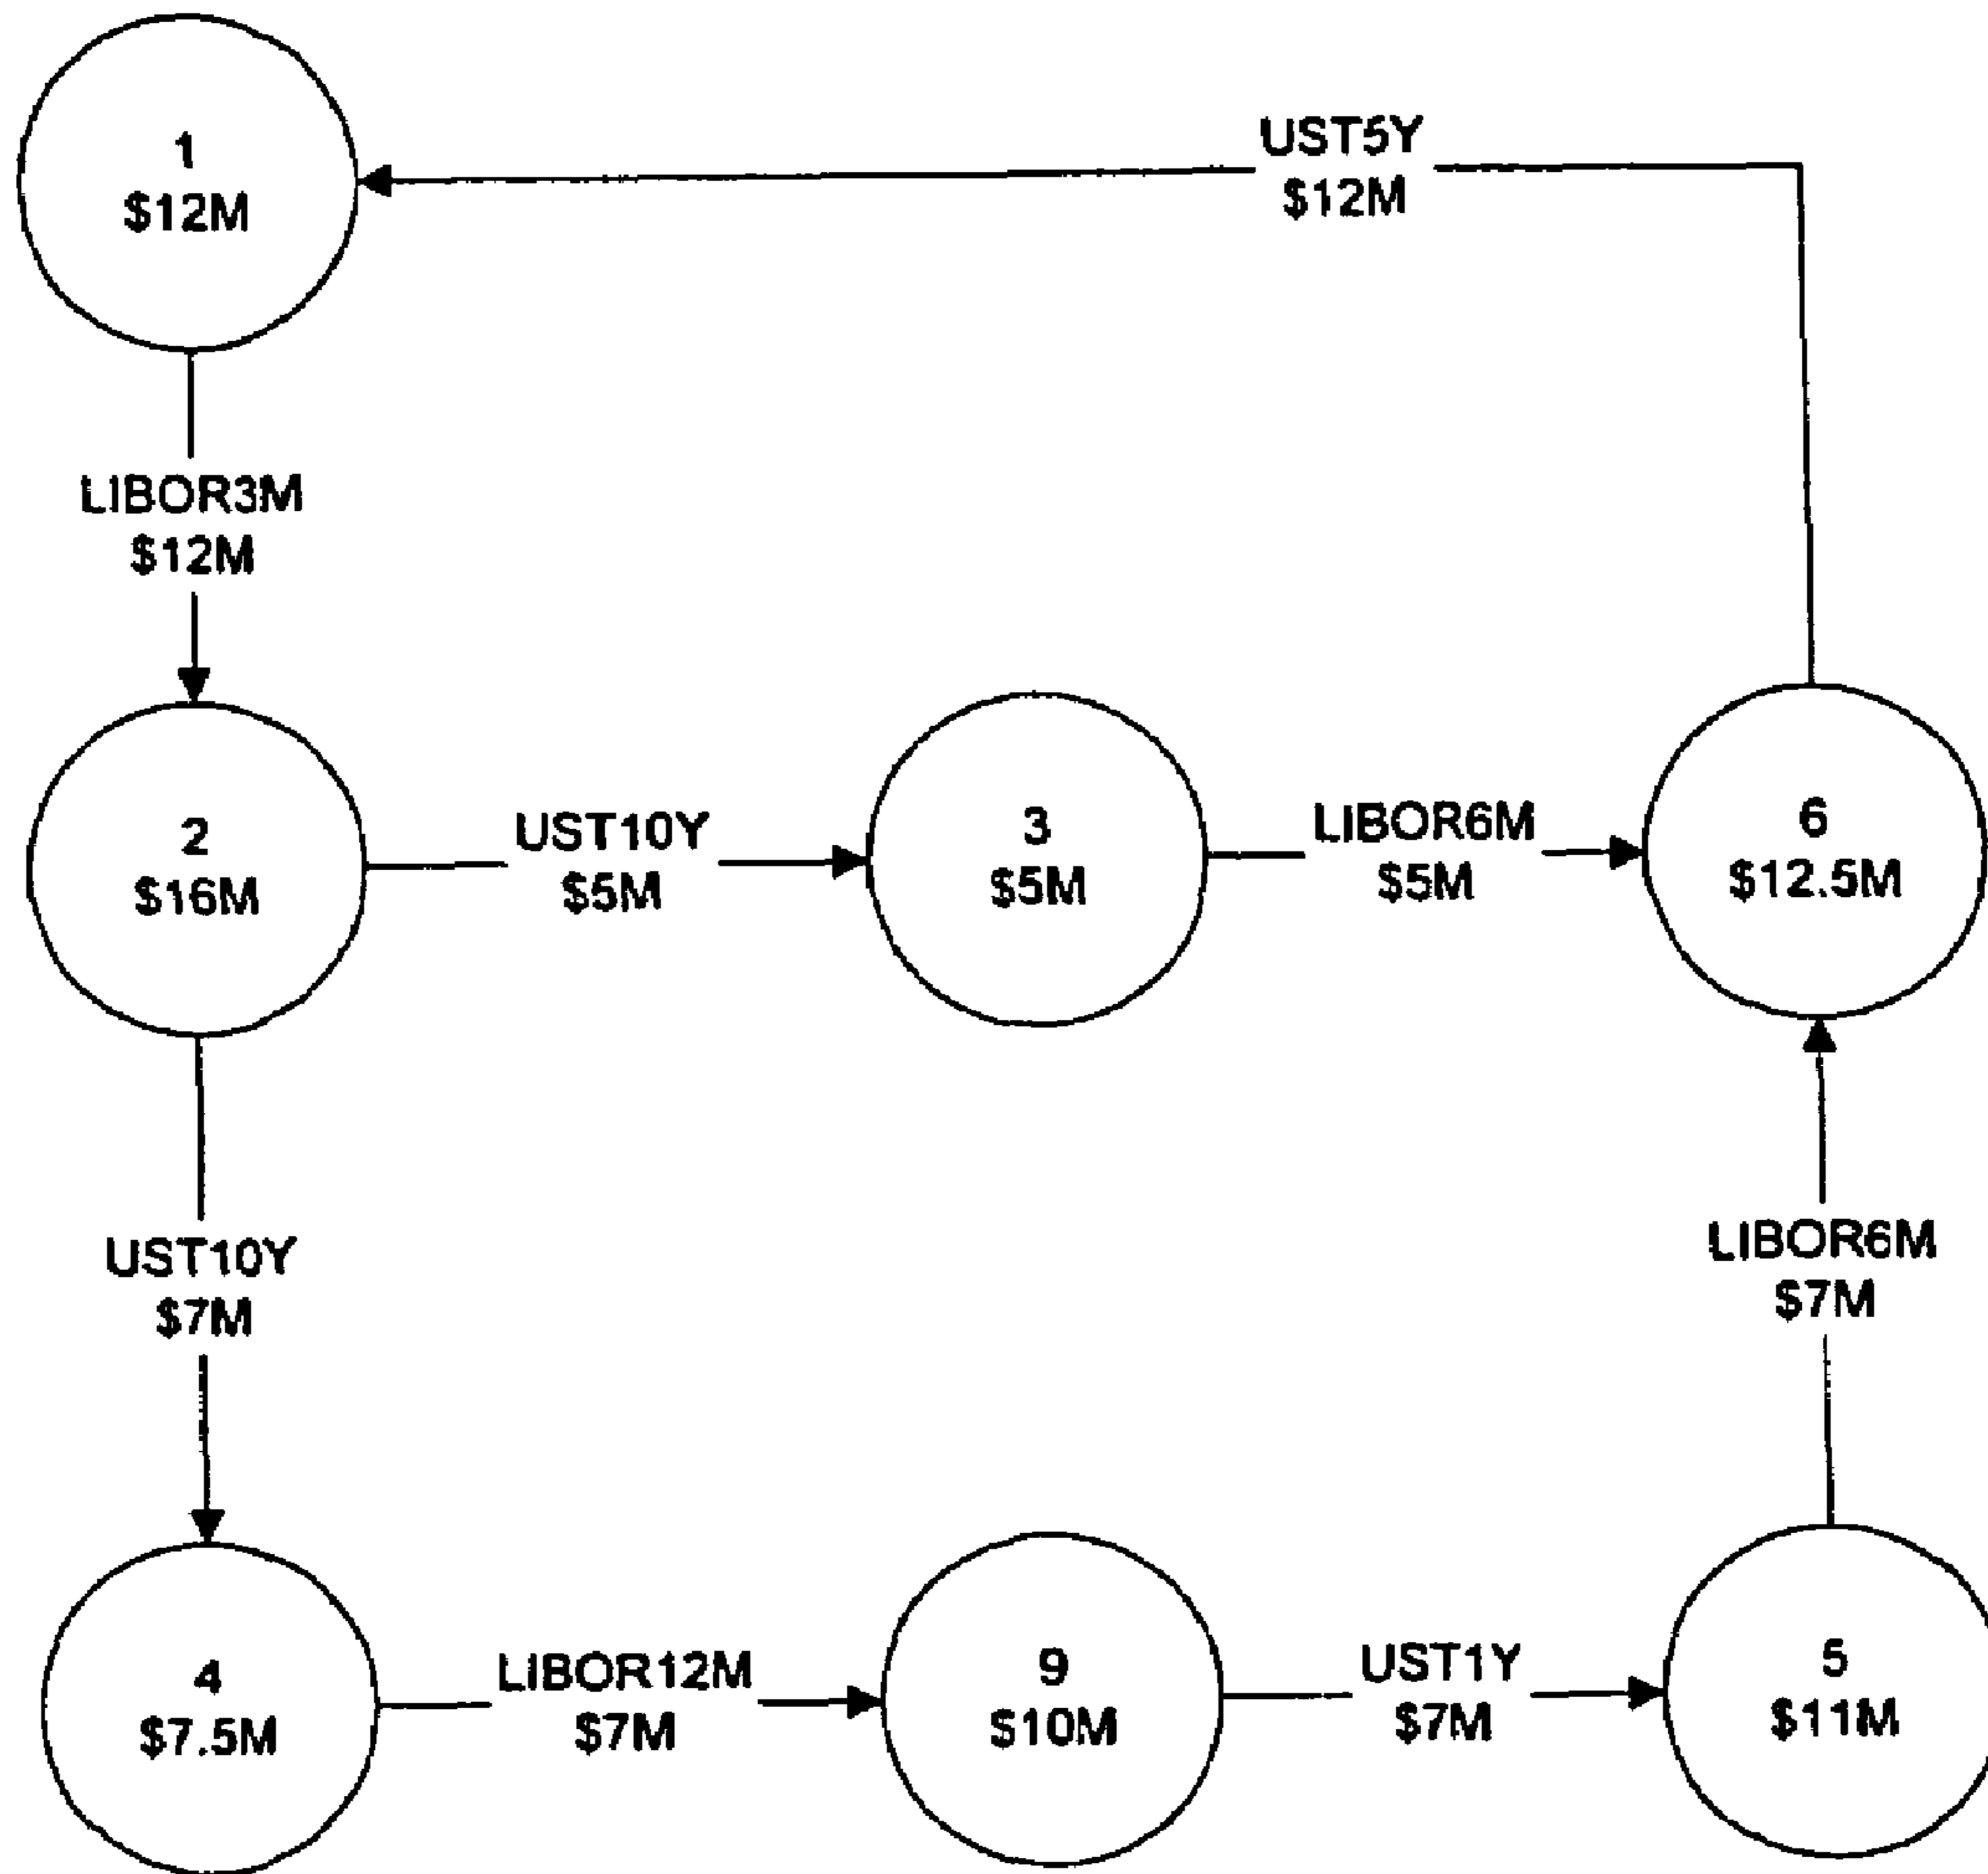 1
$12M
UST5Y
$12M
LIBOR3M
$12M
2
$16M
UST10Y
$5M
3
$5M
LIBOR6M
$5M
6
$12.5M
UST10Y
$7M
LIBOR6M
$7M
4
$7.5M
LIBOR12M
$7M
9
$10M
UST1Y
$7M
5
$11M